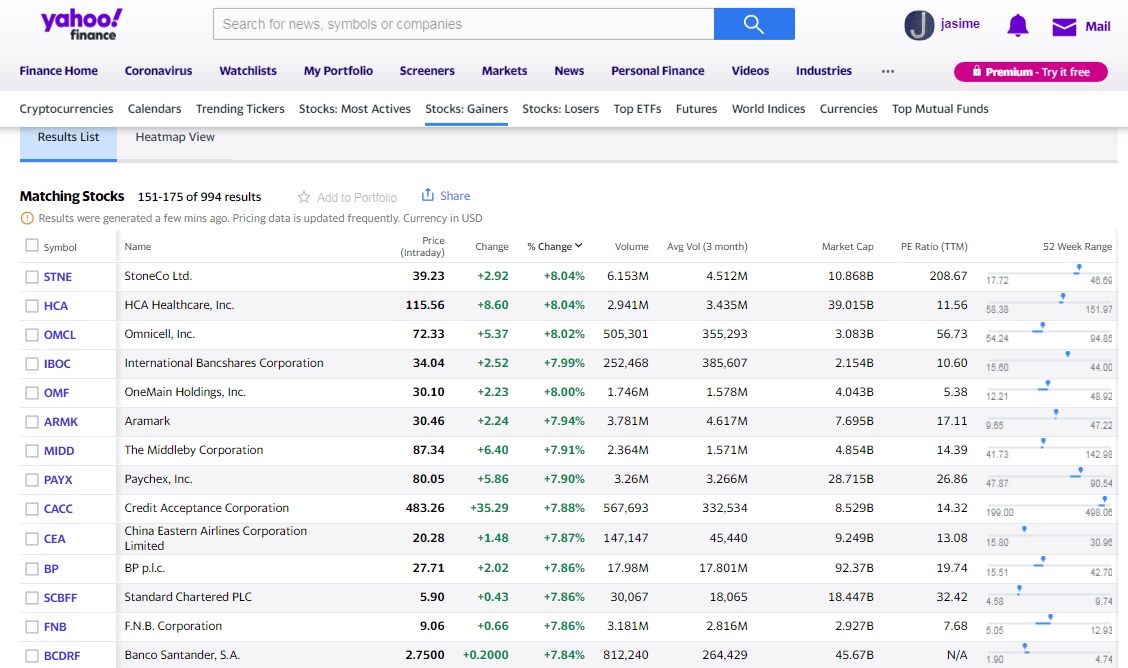 yahoo!
finance
Search for news, symbols or companies
jasime
Mail
Finance Home Coronavirus Watchlists My Portfolio Screeners Markets News Personal Finance Videos Industries ... Premium - Try it free
Cryptocurrencies Calendars Trending Tickers Stocks: Most Actives Stocks: Gainers Stocks: Losers Top ETFs Futures World Indices Currencies Top Mutual Funds
Results List Heatmap View
Matching Stocks 151-175 of 994 results Add to Portfolio Share
Results were generated a few mins ago. Pricing data is updated frequently. Currency in USD
Symbol Name Price (Intraday) Change % Change Volume Avg Vol (3 month) Market Cap PE Ratio (TTM) 52 Week Range
STNE StoneCo Ltd. 39.23 +2.92 +8.04% 6.153M 4.512M 10.868B 208.67 17.72 46.69
HCA HCA Healthcare, Inc. 115.56 +8.60 +8.04% 2.941M 3.435M 39.015B 11.56 58.38 151.97
OMCL Omnicell, Inc. 72.33 +5.37 +8.02% 505,301 355,293 3.083B 56.73 54.24 94.85
IBOC International Bancshares Corporation 34.04 +2.52 +7.99% 252,468 385,607 2.154B 10.60 15.60 44.00
OMF OneMain Holdings, Inc. 30.10 +2.23 +8.00% 1.746M 1.578M 4.043B 5.38 12.21 48.92
ARMK Aramark 30.46 +2.24 +7.94% 3.781M 4.617M 7.695B 17.11 9.65 47.22
MIDD The Middleby Corporation 87.34 +6.40 +7.91% 2.364M 1.571M 4.854B 14.39 41.73 142.98
PAYX Paychex, Inc. 80.05 +5.86 +7.90% 3.26M 3.266M 28.715B 26.86 47.87 90.54
CACC Credit Acceptance Corporation 483.26 +35.29 +7.88% 567,693 332,534 8.529B 14.32 199.00 498.06
CEA China Eastern Airlines Corporation
Limited 20.28 +1.48 +7.87% 147,147 45,440 9.249B 13.08 15.80 30.96
BP BP p.l.c. 27.71 +2.02 +7.86% 17.98M 17.801M 92.37B 19.74 15.51 42.70
SCBFF Standard Chartered PLC 5.90 +0.43 +7.86% 30,067 18,065 18.447B 32.42 4.58 9.74
FNB F.N.B. Corporation 9.06 +0.66 +7.86% 3.181M 2.816M 2.927B 7.68 5.05 12.93
BCDRF Banco Santander, S.A. 2.7500 +0.2000 +7.84% 812,240 264,429 45.67B N/A 1.90 4.74